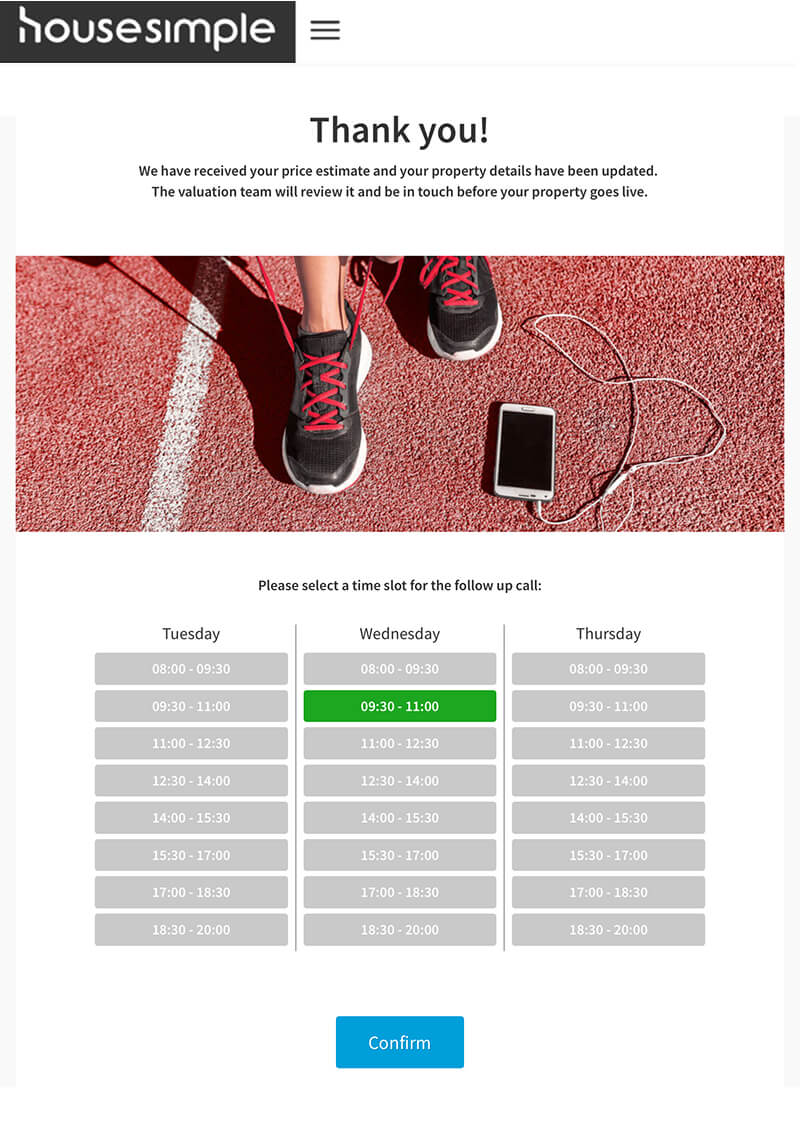 housesimple
Thank you!
We have received your price estimate and your property details have been updated.
The valuation team will review it and be in touch before your property goes live.
Please select a time slot for the follow up call:
Tuesday Wednesday Thursday
08:00 - 09:30 08:00 - 09:30 08:00 - 09:30
09:30 - 11:00 09:30 - 11:00 09:30 - 11:00
11:00 - 12:30 11:00 - 12:30 11:00 - 12:30
12:30 - 14:00 12:30 - 14:00 12:30 - 14:00
14:00 - 15:30 14:00 - 15:30 14:00 - 15:30
15:30 - 17:00 15:30 - 17:00 15:30 - 17:00
17:00 - 18:30 17:00 - 18:30 17:00 - 18:30
18:30 - 20:00 18:30 - 20:00 18:30 - 20:00
Confirm